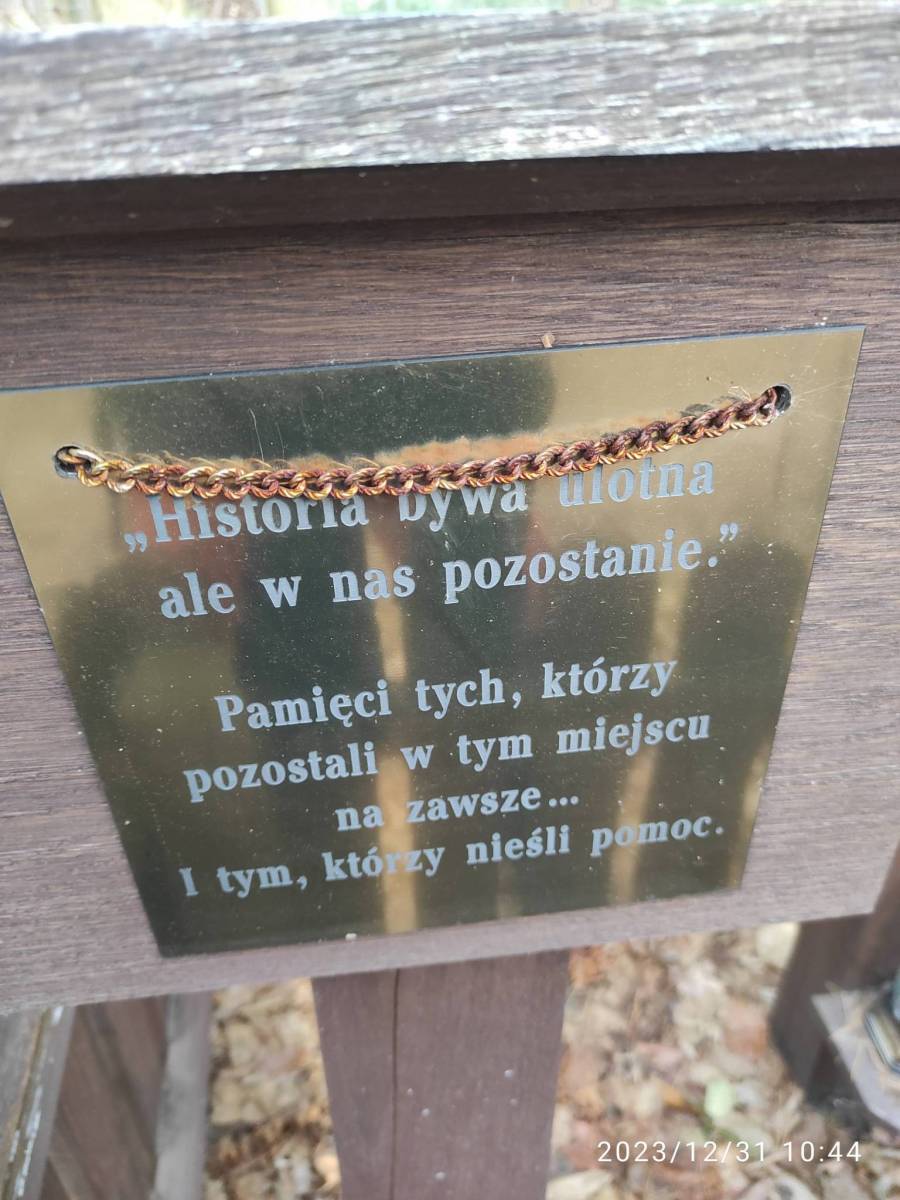 „Historia bywa ulotna
ale w nas pozostanie.”
Pamięci tych, którzy
pozostali w tym miejscu
na zawsze...
I tym, którzy nieśli pomoc.
2023/12/31 10:44